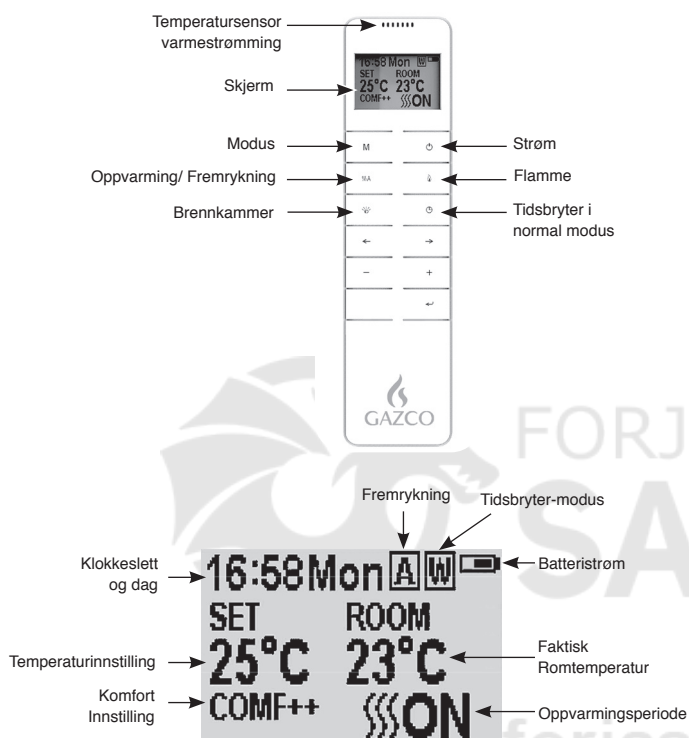 Temperatursensor
varmestrømming
16:58 Mon W
SET ROOM
25°C 23°C
COMF++ ON
Skjerm
Modus
M
Strøm
Oppvarming/ Fremrykning
Flamme
Brennkammer
Tidsbryter i
normal modus
← →
− +
GAZCO
FORJ
SA
Fremrykning
Tidsbryter-modus
Klokkeslett
og dag
16:58 Mon A W
Batteristrøm
SET ROOM
25°C 23°C
Temperaturinnstilling
Faktisk
Romtemperatur
Komfort
Innstilling
COMF++ ON
Oppvarmingsperiode